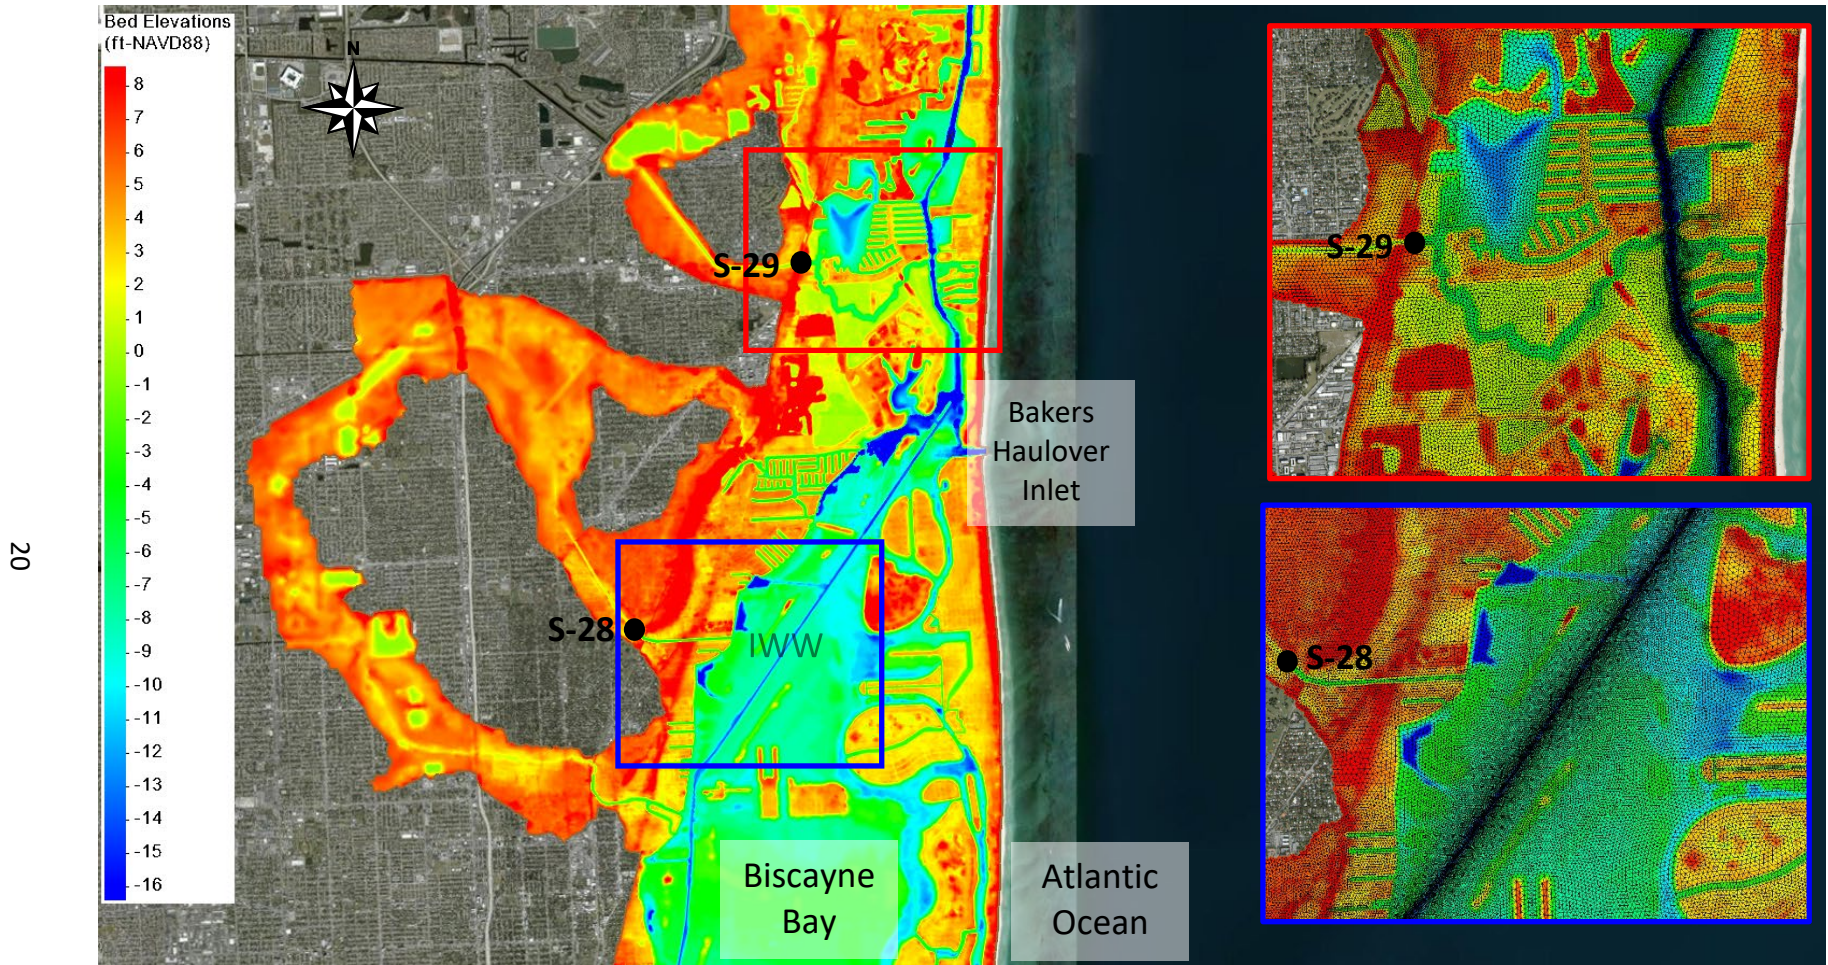 Bed Elevations
(ft-NAVD88)
8
7
6
5
4
3
2
1
0
-1
-2
-3
-4
-5
-6
-7
-8
-9
-10
-11
-12
-13
-14
-15
-16
N
S-29
S-28
IWW
Bakers
Haulover
Inlet
Biscayne
Bay
Atlantic
Ocean
S-29
S-28
20